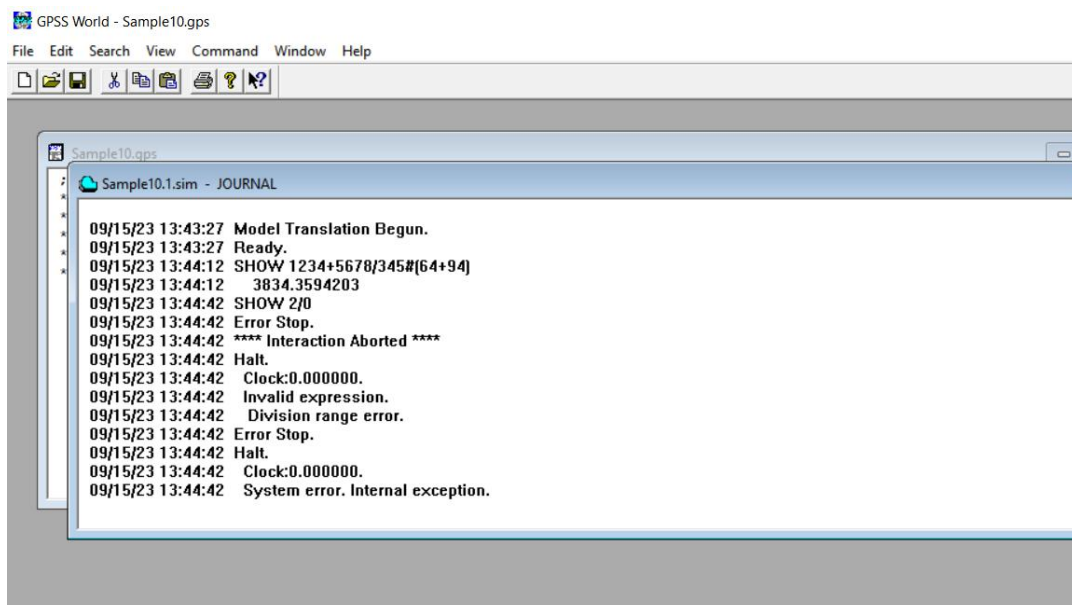 GPSS World - Sample10.gps
File Edit Search View Command Window Help
Sample10.gps
;
*
*
*
*
*
Sample10.1.sim - JOURNAL
09/15/23 13:43:27 Model Translation Begun.
09/15/23 13:43:27 Ready.
09/15/23 13:44:12 SHOW 1234+5678/345#(64+94)
09/15/23 13:44:12 3834.3594203
09/15/23 13:44:42 SHOW 2/0
09/15/23 13:44:42 Error Stop.
09/15/23 13:44:42 **** Interaction Aborted ****
09/15/23 13:44:42 Halt.
09/15/23 13:44:42 Clock:0.000000.
09/15/23 13:44:42 Invalid expression.
09/15/23 13:44:42 Division range error.
09/15/23 13:44:42 Error Stop.
09/15/23 13:44:42 Halt.
09/15/23 13:44:42 Clock:0.000000.
09/15/23 13:44:42 System error. Internal exception.